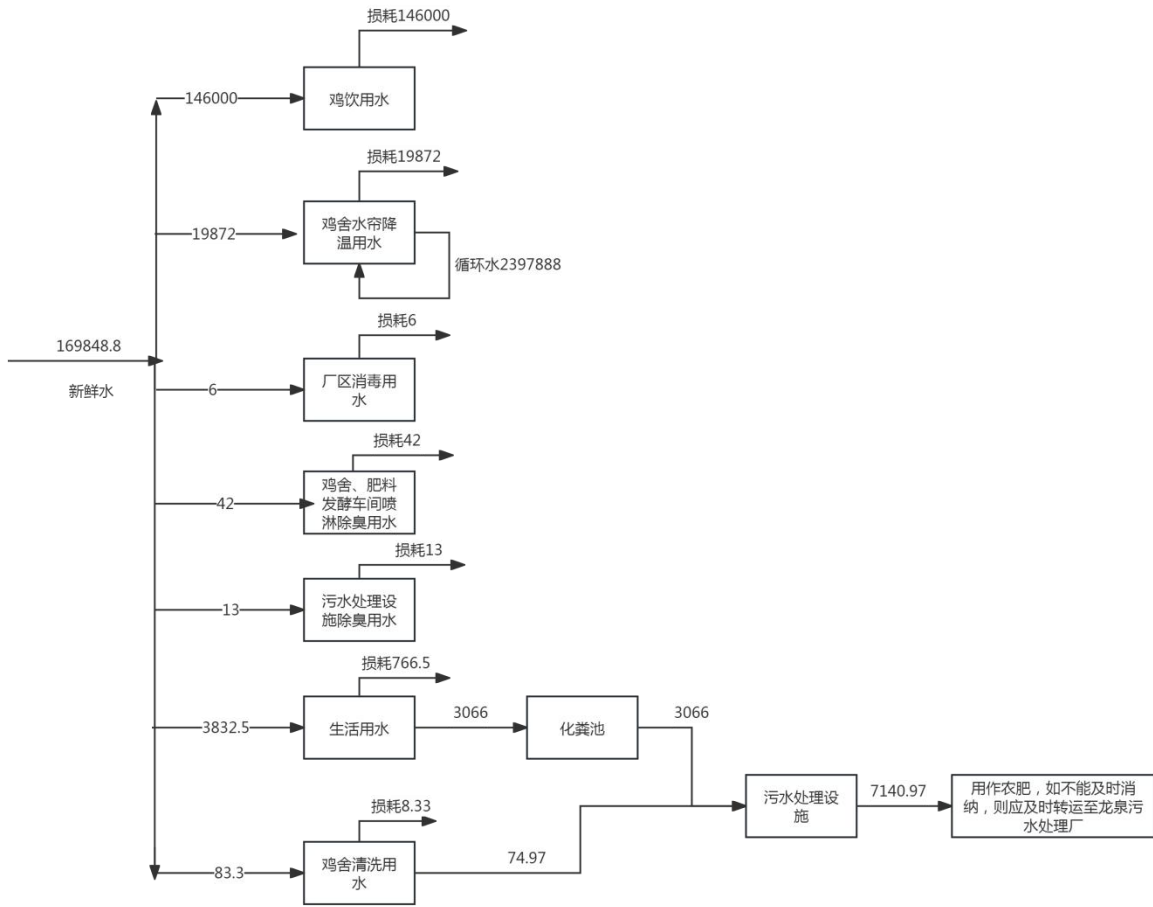 损耗146000
146000
鸡饮用水
损耗19872
19872
鸡舍水帘降
温用水
循环水2397888
169848.8
新鲜水
损耗6
6
厂区消毒用
水
损耗42
42
鸡舍、肥料
发酵车间喷
淋除臭用水
损耗13
13
污水处理设
施除臭用水
损耗766.5
3832.5
生活用水
3066
化粪池
3066
损耗8.33
83.3
鸡舍清洗用
水
74.97
污水处理设
施
7140.97
用作农肥，如不能及时消
纳，则应及时转运至龙泉污
水处理厂